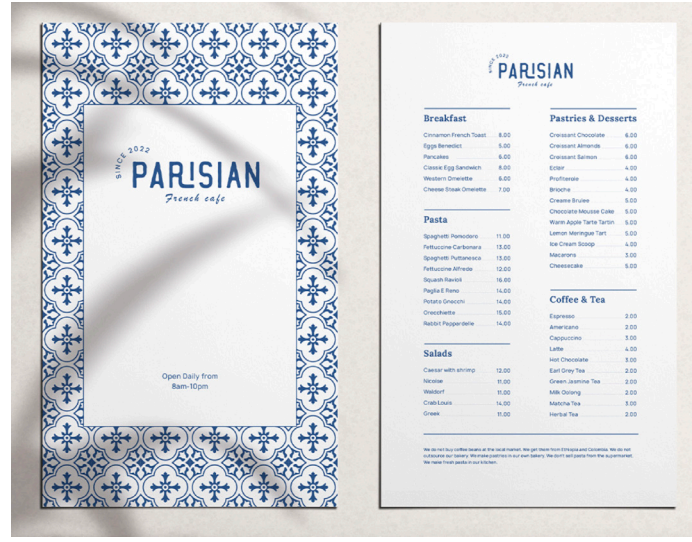 SINCE 2022
PARISIAN
French cafe
Open Daily from
8am-10pm
SINCE 2022
PARISIAN
French cafe
Breakfast
Cinnamon French Toast 8.00
Eggs Benedict 5.00
Pancakes 6.00
Classic Egg Sandwich 8.00
Western Omelette 6.00
Cheese Steak Omelette 7.00
Pasta
Spaghetti Pomodoro 11.00
Fettuccine Carbonara 13.00
Spaghetti Puttanesca 13.00
Fettuccine Alfredo 12.00
Squash Ravioli 16.00
Paglia E Reno 14.00
Potato Gnocchi 14.00
Orecchiette 15.00
Rabbit Pappardelle 14.00
Salads
Caesar with shrimp 12.00
Nicoise 11.00
Waldorf 11.00
Crab Louis 14.00
Greek 11.00
Pastries & Desserts
Croissant Chocolate 6.00
Croissant Almonds 6.00
Croissant Salmon 6.00
Eclair 4.00
Profiterole 4.00
Brioche 4.00
Creame Brulee 5.00
Chocolate Mousse Cake 5.00
Warm Apple Tarte Tartin 5.00
Lemon Meringue Tart 5.00
Ice Cream Scoop 4.00
Macarons 3.00
Cheesecake 5.00
Coffee & Tea
Espresso 2.00
Americano 2.00
Cappuccino 3.00
Latte 4.00
Hot Chocolate 3.00
Earl Grey Tea 2.00
Green Jasmine Tea 2.00
Milk Oolong 2.00
Matcha Tea 3.00
Herbal Tea 2.00
We do not buy coffee beans at the local market. We get them from Ethiopia and Colombia. We do not
outsource our bakery. We make pastries in our own bakery. We don't sell pasta from the supermarket.
We make fresh pasta in our kitchen.